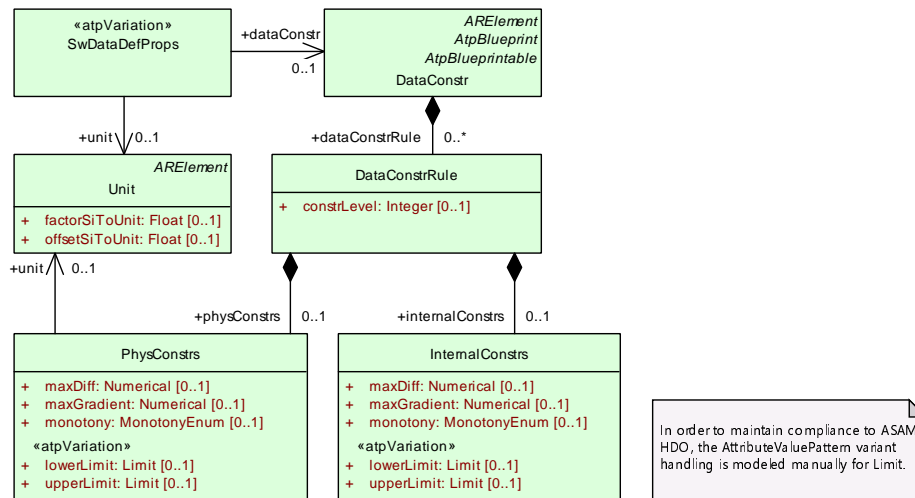 «atpVariation»
SwDataDefProps
+dataConstr
0..1
ARElement
AtpBlueprint
AtpBlueprintable
DataConstr
+unit
0..1
+dataConstrRule
0..*
ARElement
Unit
+ factorSiToUnit: Float [0..1]
+ offsetSiToUnit: Float [0..1]
DataConstrRule
+ constrLevel: Integer [0..1]
+unit
0..1
+physConstrs
0..1
+internalConstrs
0..1
PhysConstrs
+ maxDiff: Numerical [0..1]
+ maxGradient: Numerical [0..1]
+ monotony: MonotonyEnum [0..1]
«atpVariation»
+ lowerLimit: Limit [0..1]
+ upperLimit: Limit [0..1]
InternalConstrs
+ maxDiff: Numerical [0..1]
+ maxGradient: Numerical [0..1]
+ monotony: MonotonyEnum [0..1]
«atpVariation»
+ lowerLimit: Limit [0..1]
+ upperLimit: Limit [0..1]
In order to maintain compliance to ASAM
HDO, the AttributeValuePattern variant
handling is modeled manually for Limit.